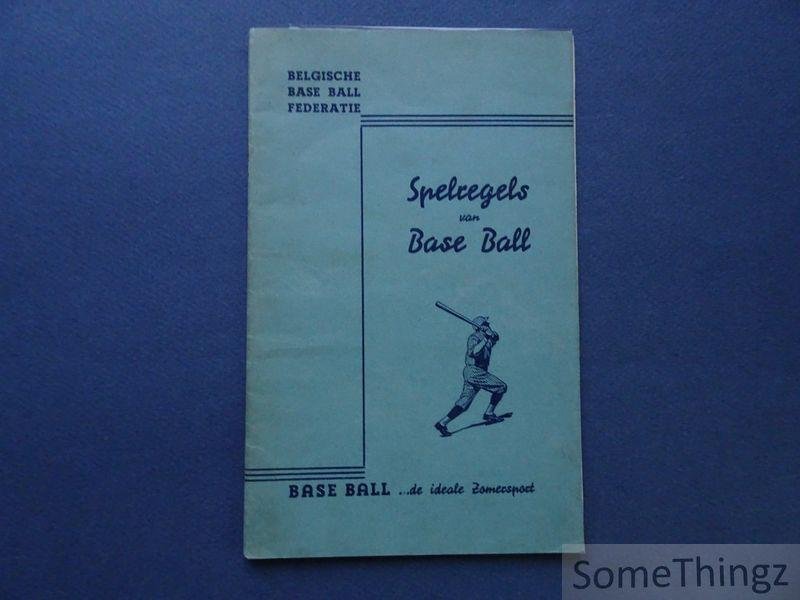 BELGISCHE
BASE BALL
FEDERATIE
Spelregels
van
Base Ball
BASE BALL ...de ideale Zomersport
SomeThingz